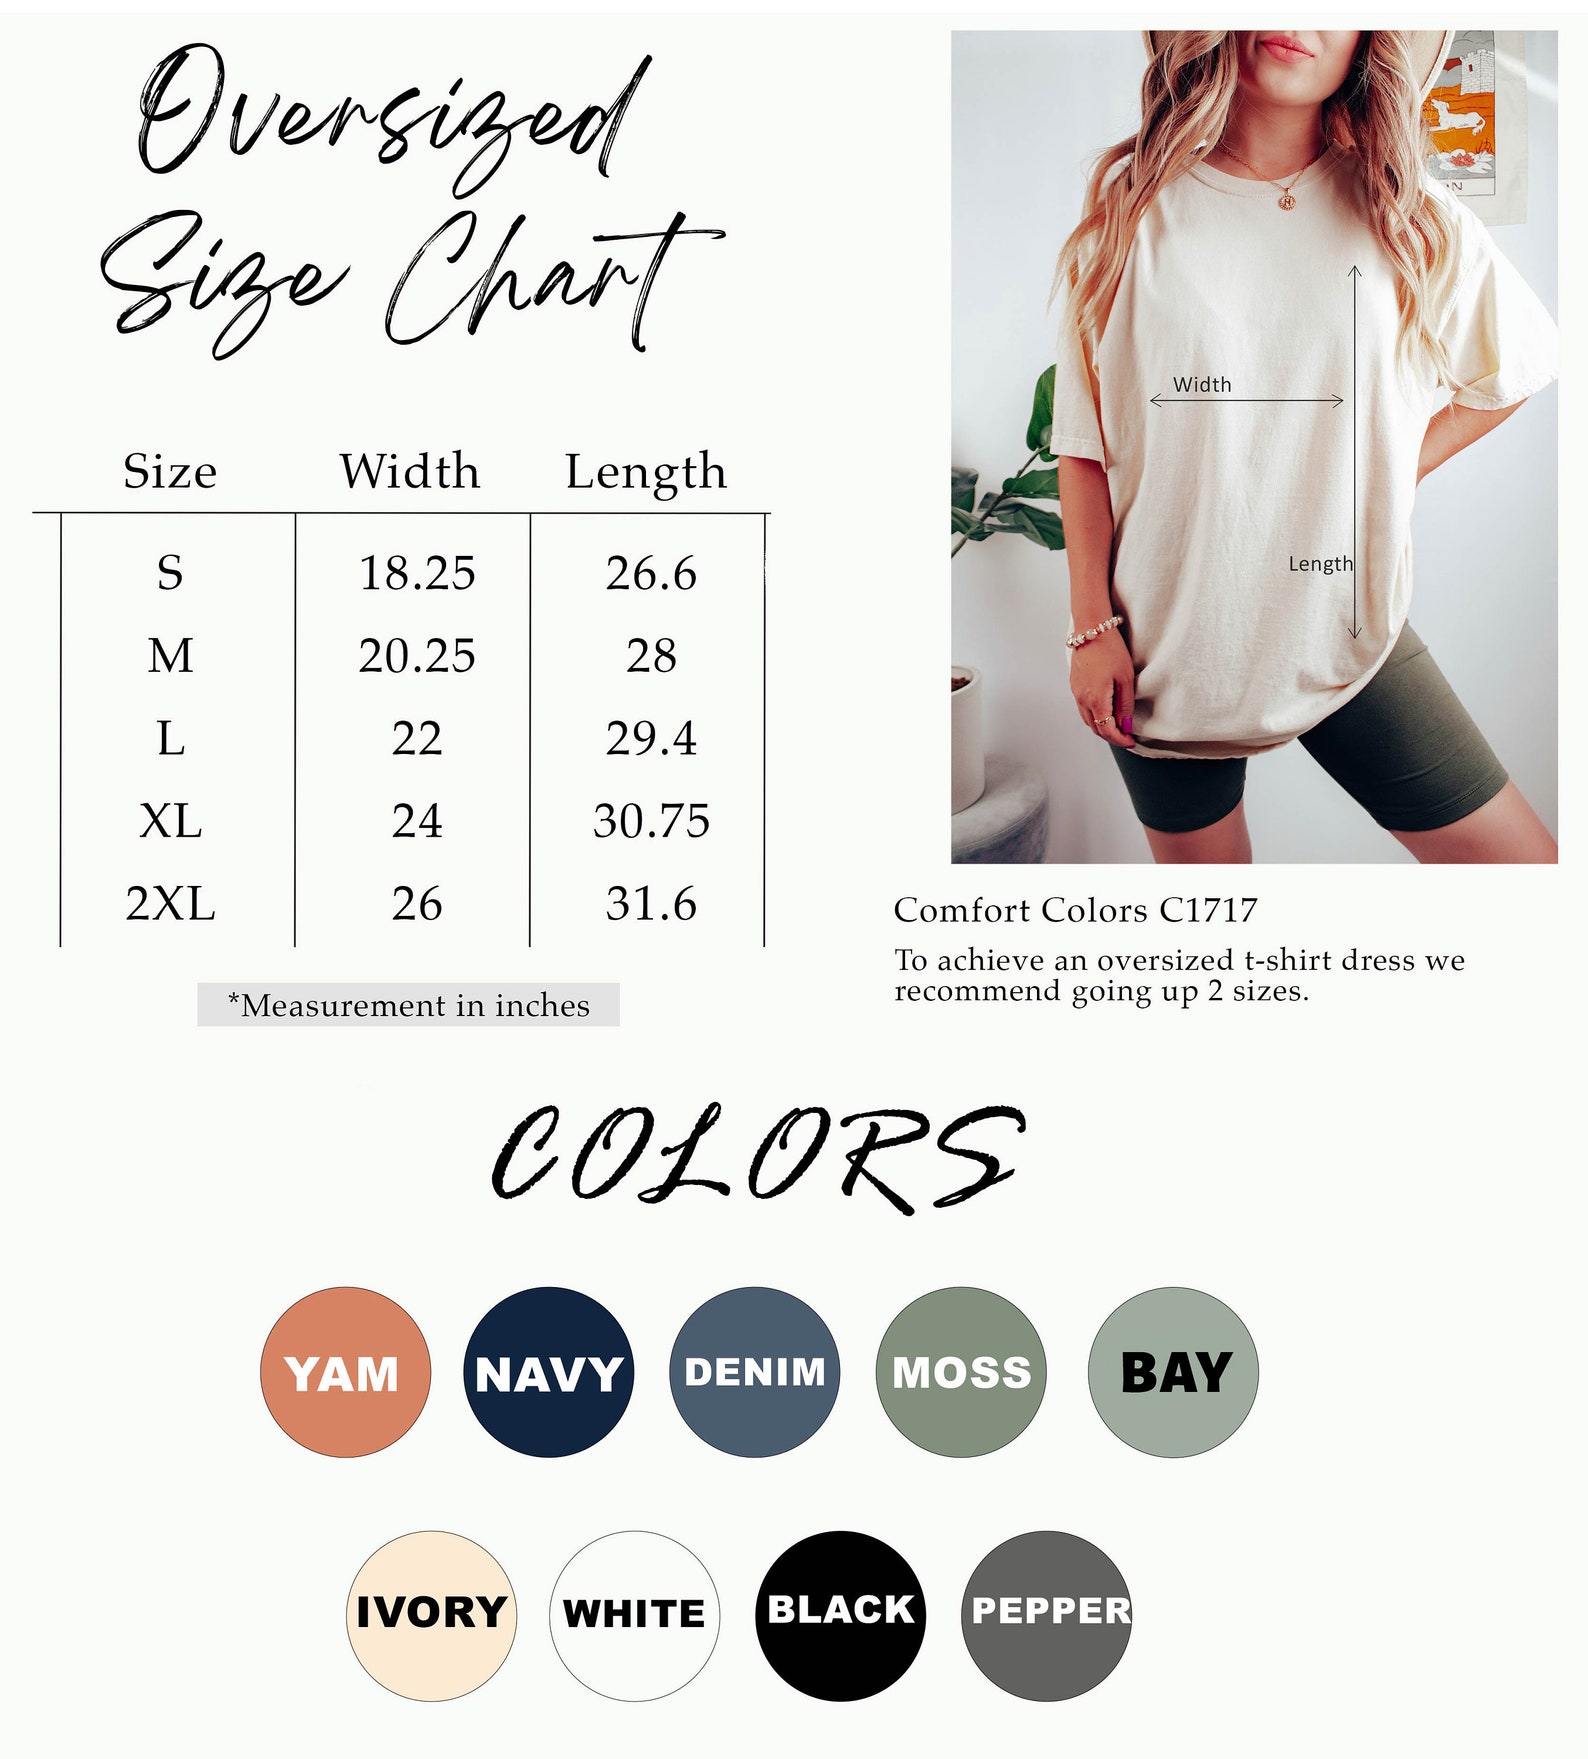 Oversized
Size Chart
Size Width Length
S 18.25 26.6
M 20.25 28
L 22 29.4
XL 24 30.75
2XL 26 31.6
*Measurement in inches
H
N
Width
Length
Comfort Colors C1717
To achieve an oversized t-shirt dress we
recommend going up 2 sizes.
COLORS
YAM NAVY DENIM MOSS BAY
IVORY WHITE BLACK PEPPER